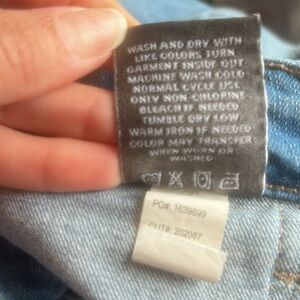 WASH AND DRY WITH
LIKE COLORS TURN
GARMENT INSIDE OUT
MACHINE WASH COLD
NORMAL CYCLE USE
ONLY NON-CHLORINE
BLEACH IF NEEDED
TUMBLE DRY LOW
WARM IRON IF NEEDED
COLOR MAY TRANSFER
WHEN WORN OR
WASHED
PO#: 1639899
CUT#: 202087